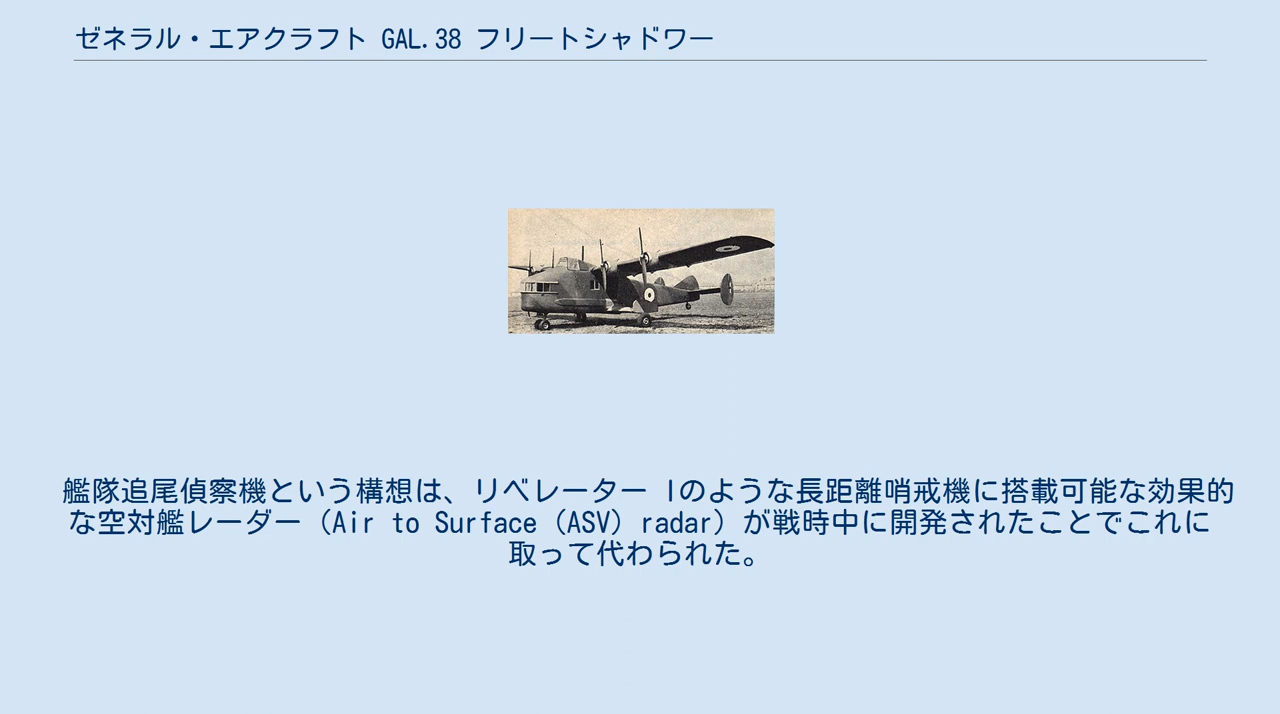 ゼネラル・エアクラフト GAL.38 フリートシャドワー
艦隊追尾偵察機という構想は、リベレーター Iのような長距離哨戒機に搭載可能な効果的
な空対艦レーダー（Air to Surface（ASV）radar）が戦時中に開発されたことでこれに
取って代わられた。